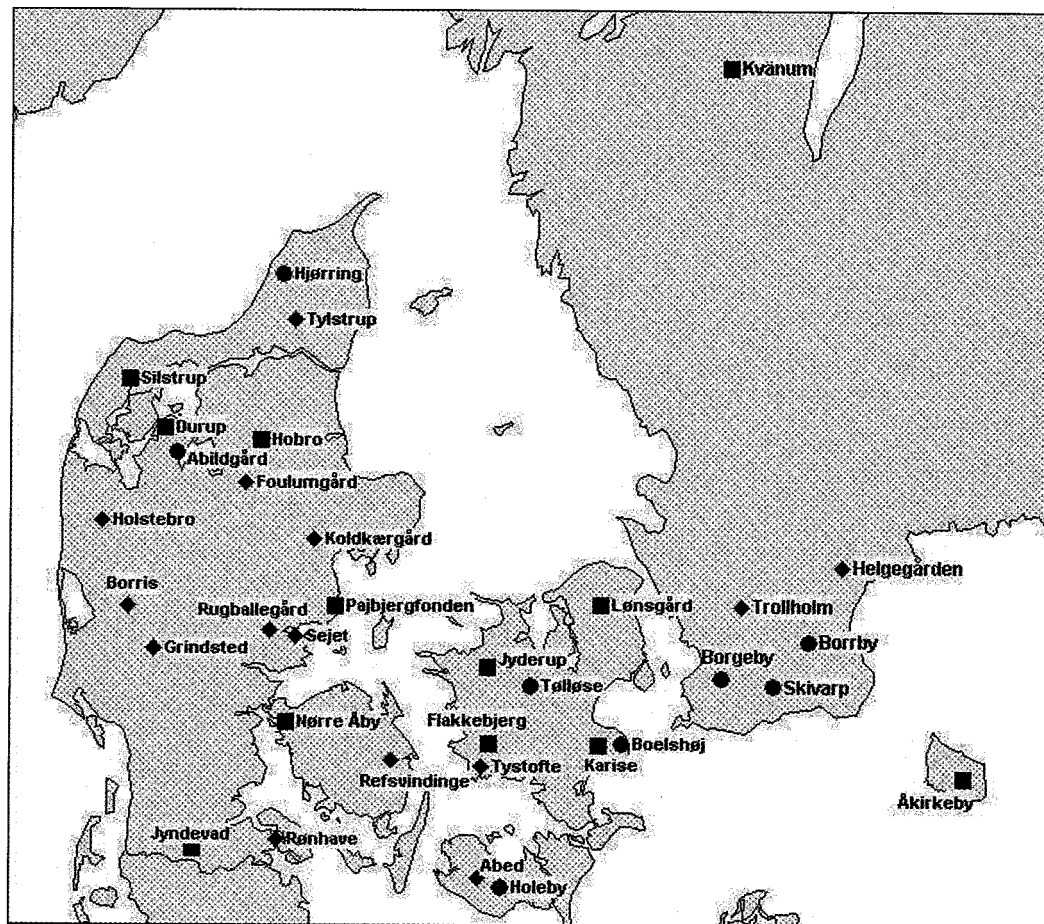 Kvänum
Hjørring
Tylstrup
Silstrup
Durup
Hobro
Abildgård
Foulumgård
Holstebro
Koldkærgård
Helgegården
Borris
Rugballegård
Pajbjergfonden
Lønsgård
Trollholm
Sejet
Grindsted
Borrby
Jyderup
Borgeby
Tølløse
Skivarp
Nørre Åby
Flakkebjerg
Boelshøj
Karise
Tystofte
Refsvindinge
Åkirkeby
Jyndevad
Rønhave
Abed
Holeby